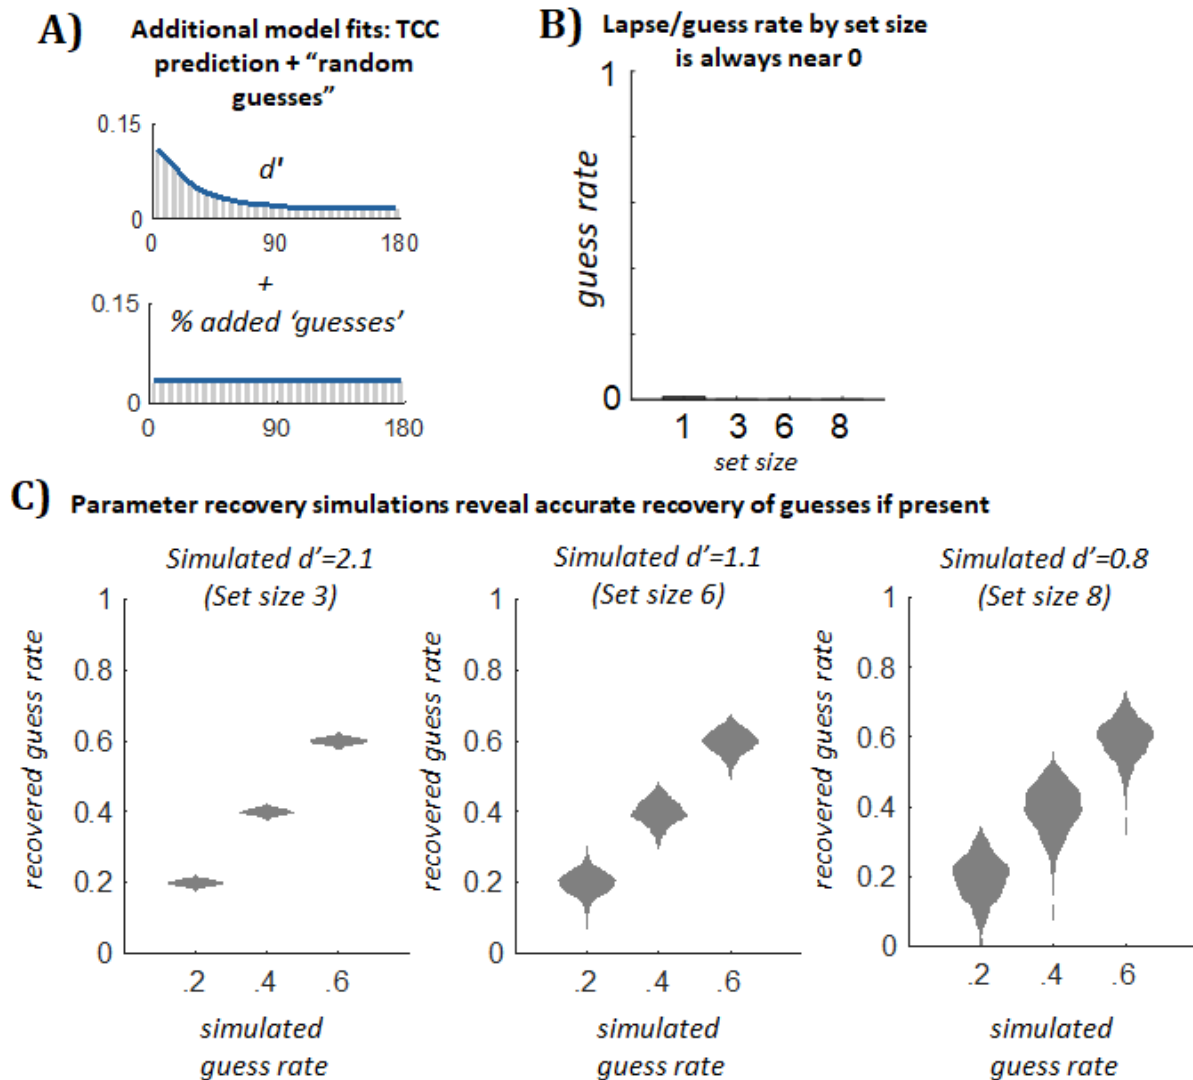 A)
Additional model fits: TCC
prediction + “random
guesses”
0.15
d'
0
0
90
180
+
0.15
% added ‘guesses’
0
0
90
180
B)
Lapse/guess rate by set size
is always near 0
1
guess rate
0
1 3 6 8
set size
C)
Parameter recovery simulations reveal accurate recovery of guesses if present
Simulated d’=2.1
(Set size 3)
1
0.8
0.6
0.4
0.2
0
recovered guess rate
.2 .4 .6
simulated
guess rate
Simulated d’=1.1
(Set size 6)
1
0.8
0.6
0.4
0.2
0
recovered guess rate
.2 .4 .6
simulated
guess rate
Simulated d’=0.8
(Set size 8)
1
0.8
0.6
0.4
0.2
0
recovered guess rate
.2 .4 .6
simulated
guess rate